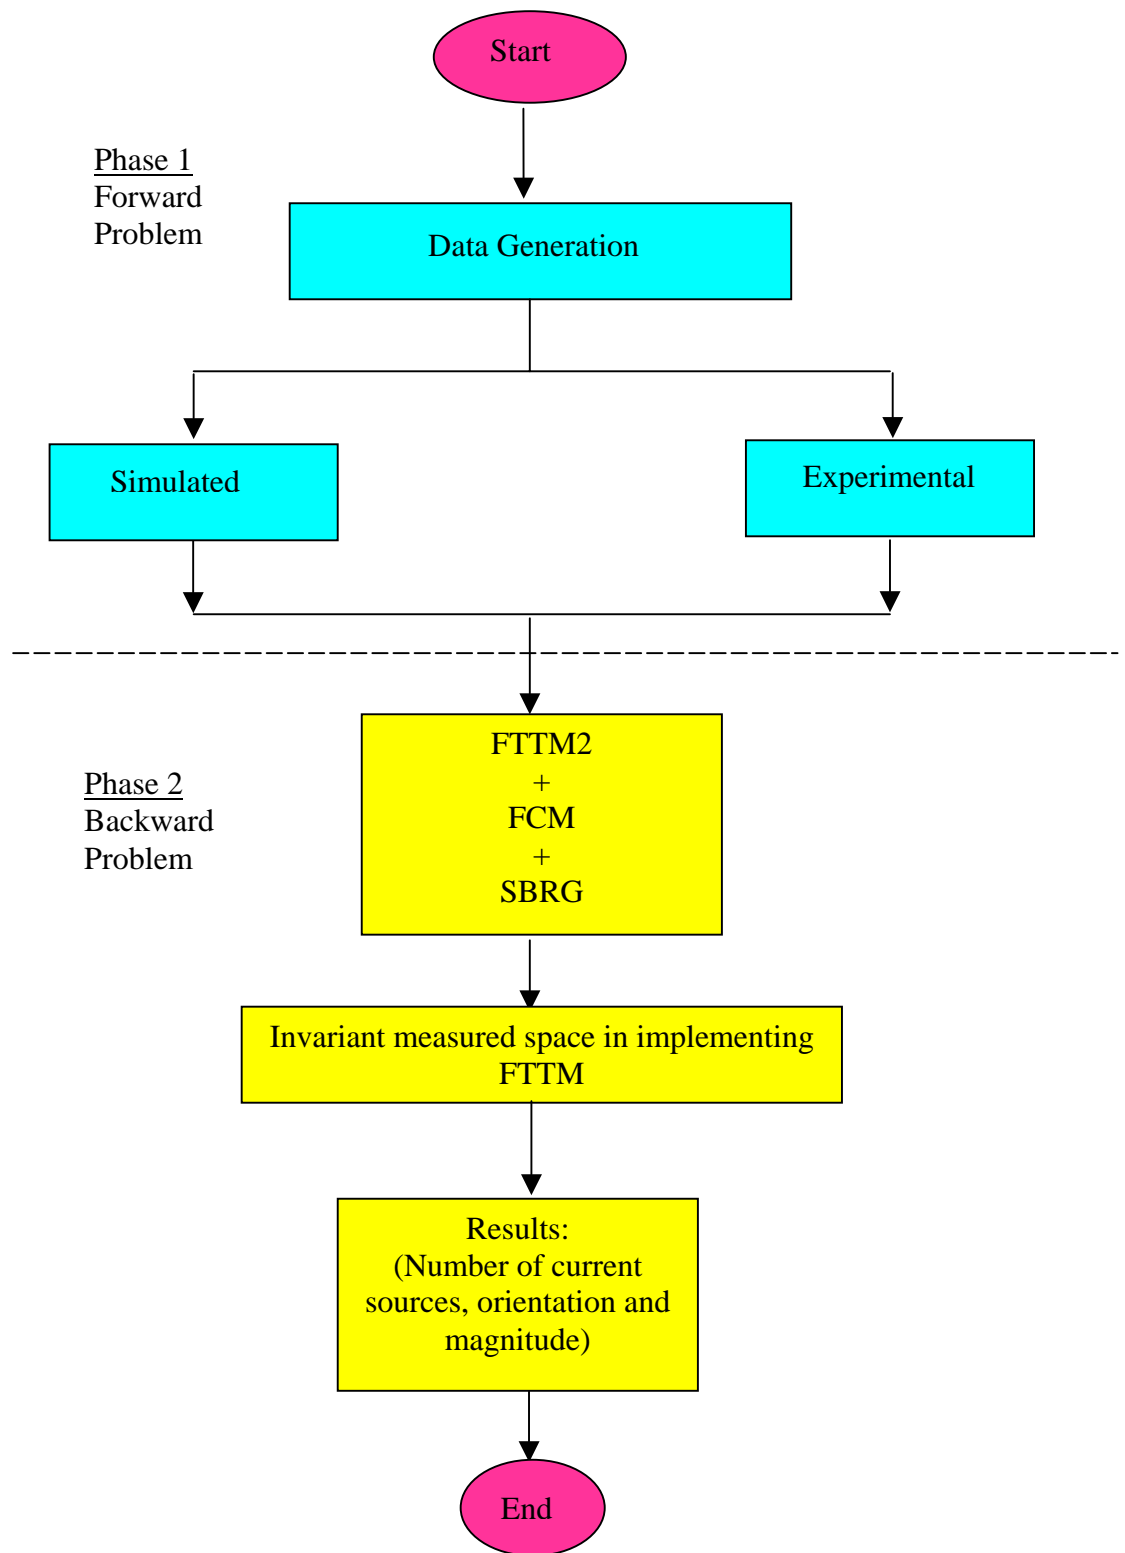 Start
Phase 1
Forward
Problem
Data Generation
Simulated
Experimental
FTTM2
+
FCM
+
SBRG
Phase 2
Backward
Problem
Invariant measured space in implementing
FTTM
Results:
(Number of current
sources, orientation and
magnitude)
End